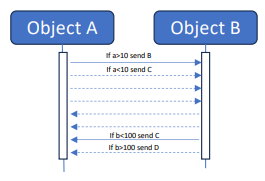 Object A
Object B
If a>10 send B
If a<10 send C
If b<100 send C
If b>100 send D